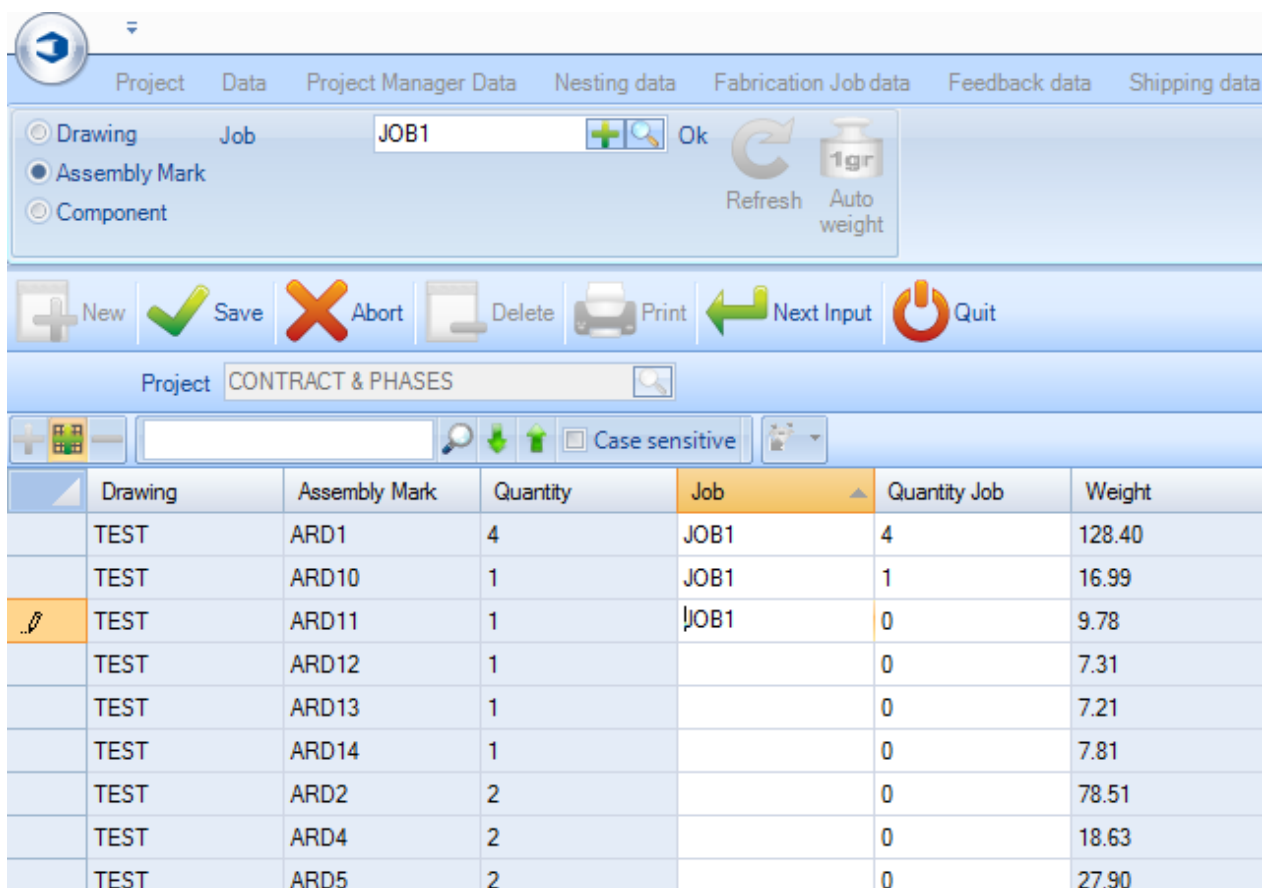 Project Data Project Manager Data Nesting data Fabrication Job data Feedback data Shipping data
Drawing Job JOB1 Ok
Assembly Mark
Component
1gr
Refresh Auto weight
New Save Abort Delete Print Next Input Quit
Project CONTRACT & PHASES
Case sensitive
Drawing Assembly Mark Quantity Job Quantity Job Weight
TEST ARD1 4 JOB1 4 128.40
TEST ARD10 1 JOB1 1 16.99
TEST ARD11 1 JOB1 0 9.78
TEST ARD12 1 0 7.31
TEST ARD13 1 0 7.21
TEST ARD14 1 0 7.81
TEST ARD2 2 0 78.51
TEST ARD4 2 0 18.63
TEST ARD5 2 0 27.90